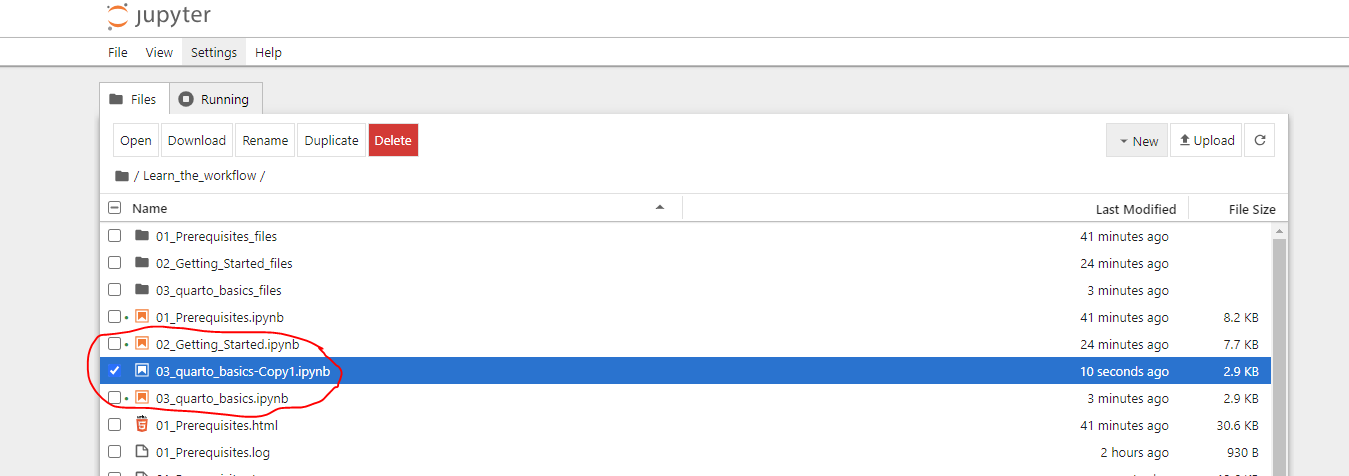 jupyter
File View Settings Help
Files Running
Open Download Rename Duplicate Delete New Upload
/ Learn_the_workflow /
Name Last Modified File Size
01_Prerequisites_files 41 minutes ago
02_Getting_Started_files 24 minutes ago
03_quarto_basics_files 3 minutes ago
01_Prerequisites.ipynb 41 minutes ago 8.2 KB
02_Getting_Started.ipynb 24 minutes ago 7.7 KB
03_quarto_basics-Copy1.ipynb 10 seconds ago 2.9 KB
03_quarto_basics.ipynb 3 minutes ago 2.9 KB
01_Prerequisites.html 41 minutes ago 30.6 KB
01_Prerequisites.log 2 hours ago 930 B